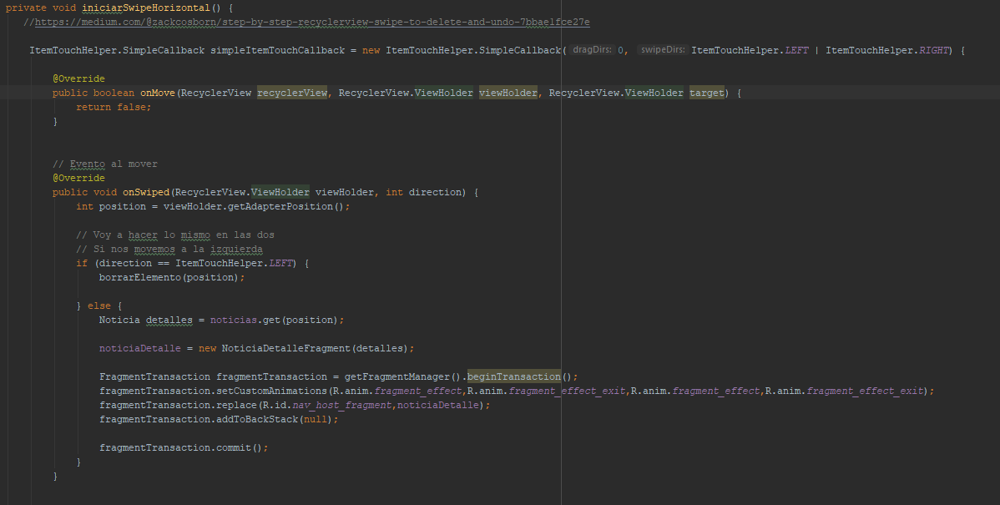 private void iniciarSwipeHorizontal() {
//https://medium.com/@zackcosborn/step-by-step-recyclerview-swipe-to-delete-and-undo-7bbae1fce27e
ItemTouchHelper.SimpleCallback simpleItemTouchCallback = new ItemTouchHelper.SimpleCallback( dragDirs: 0, swipeDirs: ItemTouchHelper.LEFT | ItemTouchHelper.RIGHT) {
@Override
public boolean onMove(RecyclerView recyclerView, RecyclerView.ViewHolder viewHolder, RecyclerView.ViewHolder target) {
return false;
}
// Evento al mover
@Override
public void onSwiped(RecyclerView.ViewHolder viewHolder, int direction) {
int position = viewHolder.getAdapterPosition();
// Voy a hacer lo mismo en las dos
// Si nos movemos a la izquierda
if (direction == ItemTouchHelper.LEFT) {
borrarElemento(position);
} else {
Noticia detalles = noticias.get(position);
noticiaDetalle = new NoticiaDetalleFragment(detalles);
FragmentTransaction fragmentTransaction = getFragmentManager().beginTransaction();
fragmentTransaction.setCustomAnimations(R.anim.fragment_effect,R.anim.fragment_effect_exit,R.anim.fragment_effect,R.anim.fragment_effect_exit);
fragmentTransaction.replace(R.id.nav_host_fragment,noticiaDetalle);
fragmentTransaction.addToBackStack(null);
fragmentTransaction.commit();
}
}